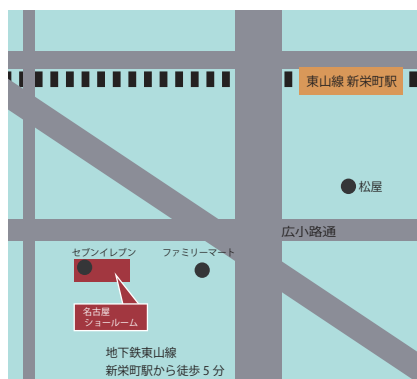 東山線 新栄町駅
松屋
広小路通
セブンイレブン
ファミリーマート
名古屋
ショールーム
地下鉄東山線
新栄町駅から徒歩 5 分